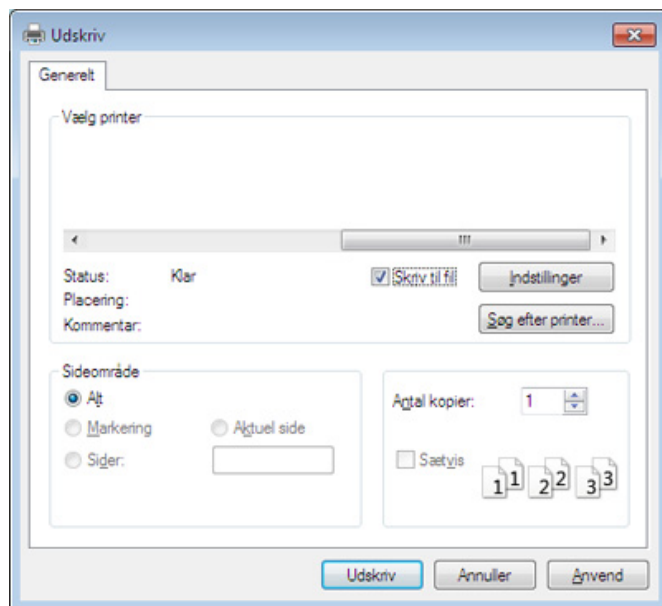 Udskriv
Generelt
Vælg printer
Status: Klar
Skriv til fil
Indstillinger
Placering:
Kommentar:
Søg efter printer...
Sideområde
Alt
Markering
Aktuel side
Sider:
Antal kopier: 1
Sætvis
1 1 2 2 3 3
Udskriv Annuller Anvend